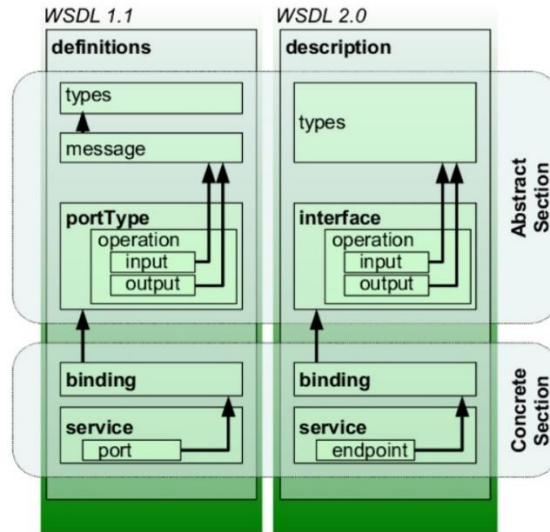 WSDL 1.1
definitions
types
message
portType
operation
input
output
binding
service
port
WSDL 2.0
description
types
interface
operation
input
output
binding
service
endpoint
Abstract
Section
Concrete
Section